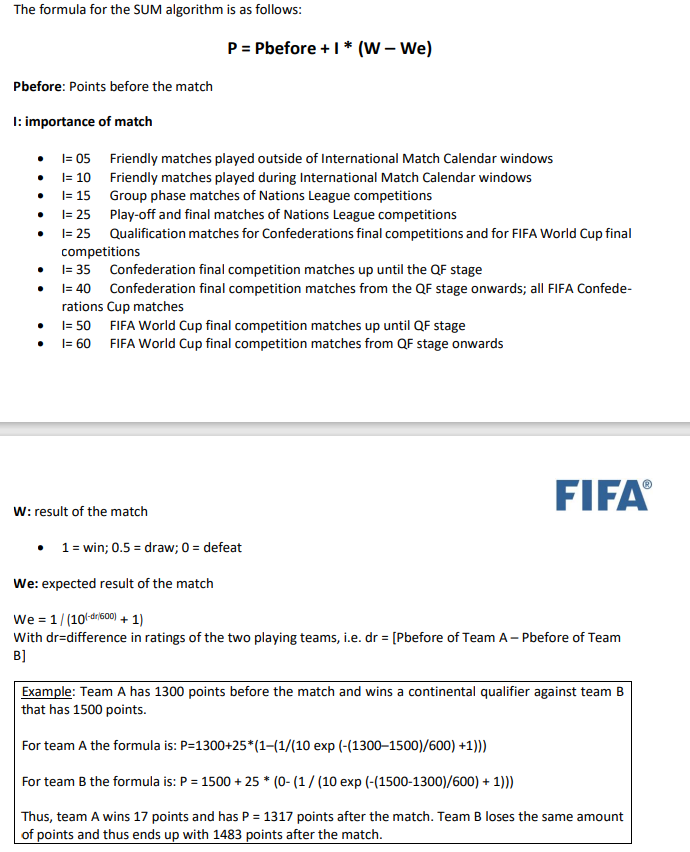 The formula for the SUM algorithm is as follows:
P = Pbefore + I * (W – We)
Pbefore: Points before the match
I: importance of match
• I= 05 Friendly matches played outside of International Match Calendar windows
• I= 10 Friendly matches played during International Match Calendar windows
• I= 15 Group phase matches of Nations League competitions
• I= 25 Play-off and final matches of Nations League competitions
• I= 25 Qualification matches for Confederations final competitions and for FIFA World Cup final
competitions
• I= 35 Confederation final competition matches up until the QF stage
• I= 40 Confederation final competition matches from the QF stage onwards; all FIFA Confede-
rations Cup matches
• I= 50 FIFA World Cup final competition matches up until QF stage
• I= 60 FIFA World Cup final competition matches from QF stage onwards
FIFA®
W: result of the match
• 1 = win; 0.5 = draw; 0 = defeat
We: expected result of the match
We = 1 / (10(-dr/600) + 1)
With dr=difference in ratings of the two playing teams, i.e. dr = [Pbefore of Team A – Pbefore of Team
B]
Example: Team A has 1300 points before the match and wins a continental qualifier against team B
that has 1500 points.
For team A the formula is: P=1300+25*(1–(1/(10 exp (-(1300–1500)/600) +1)))
For team B the formula is: P = 1500 + 25 * (0- (1 / (10 exp (-(1500-1300)/600) + 1)))
Thus, team A wins 17 points and has P = 1317 points after the match. Team B loses the same amount
of points and thus ends up with 1483 points after the match.